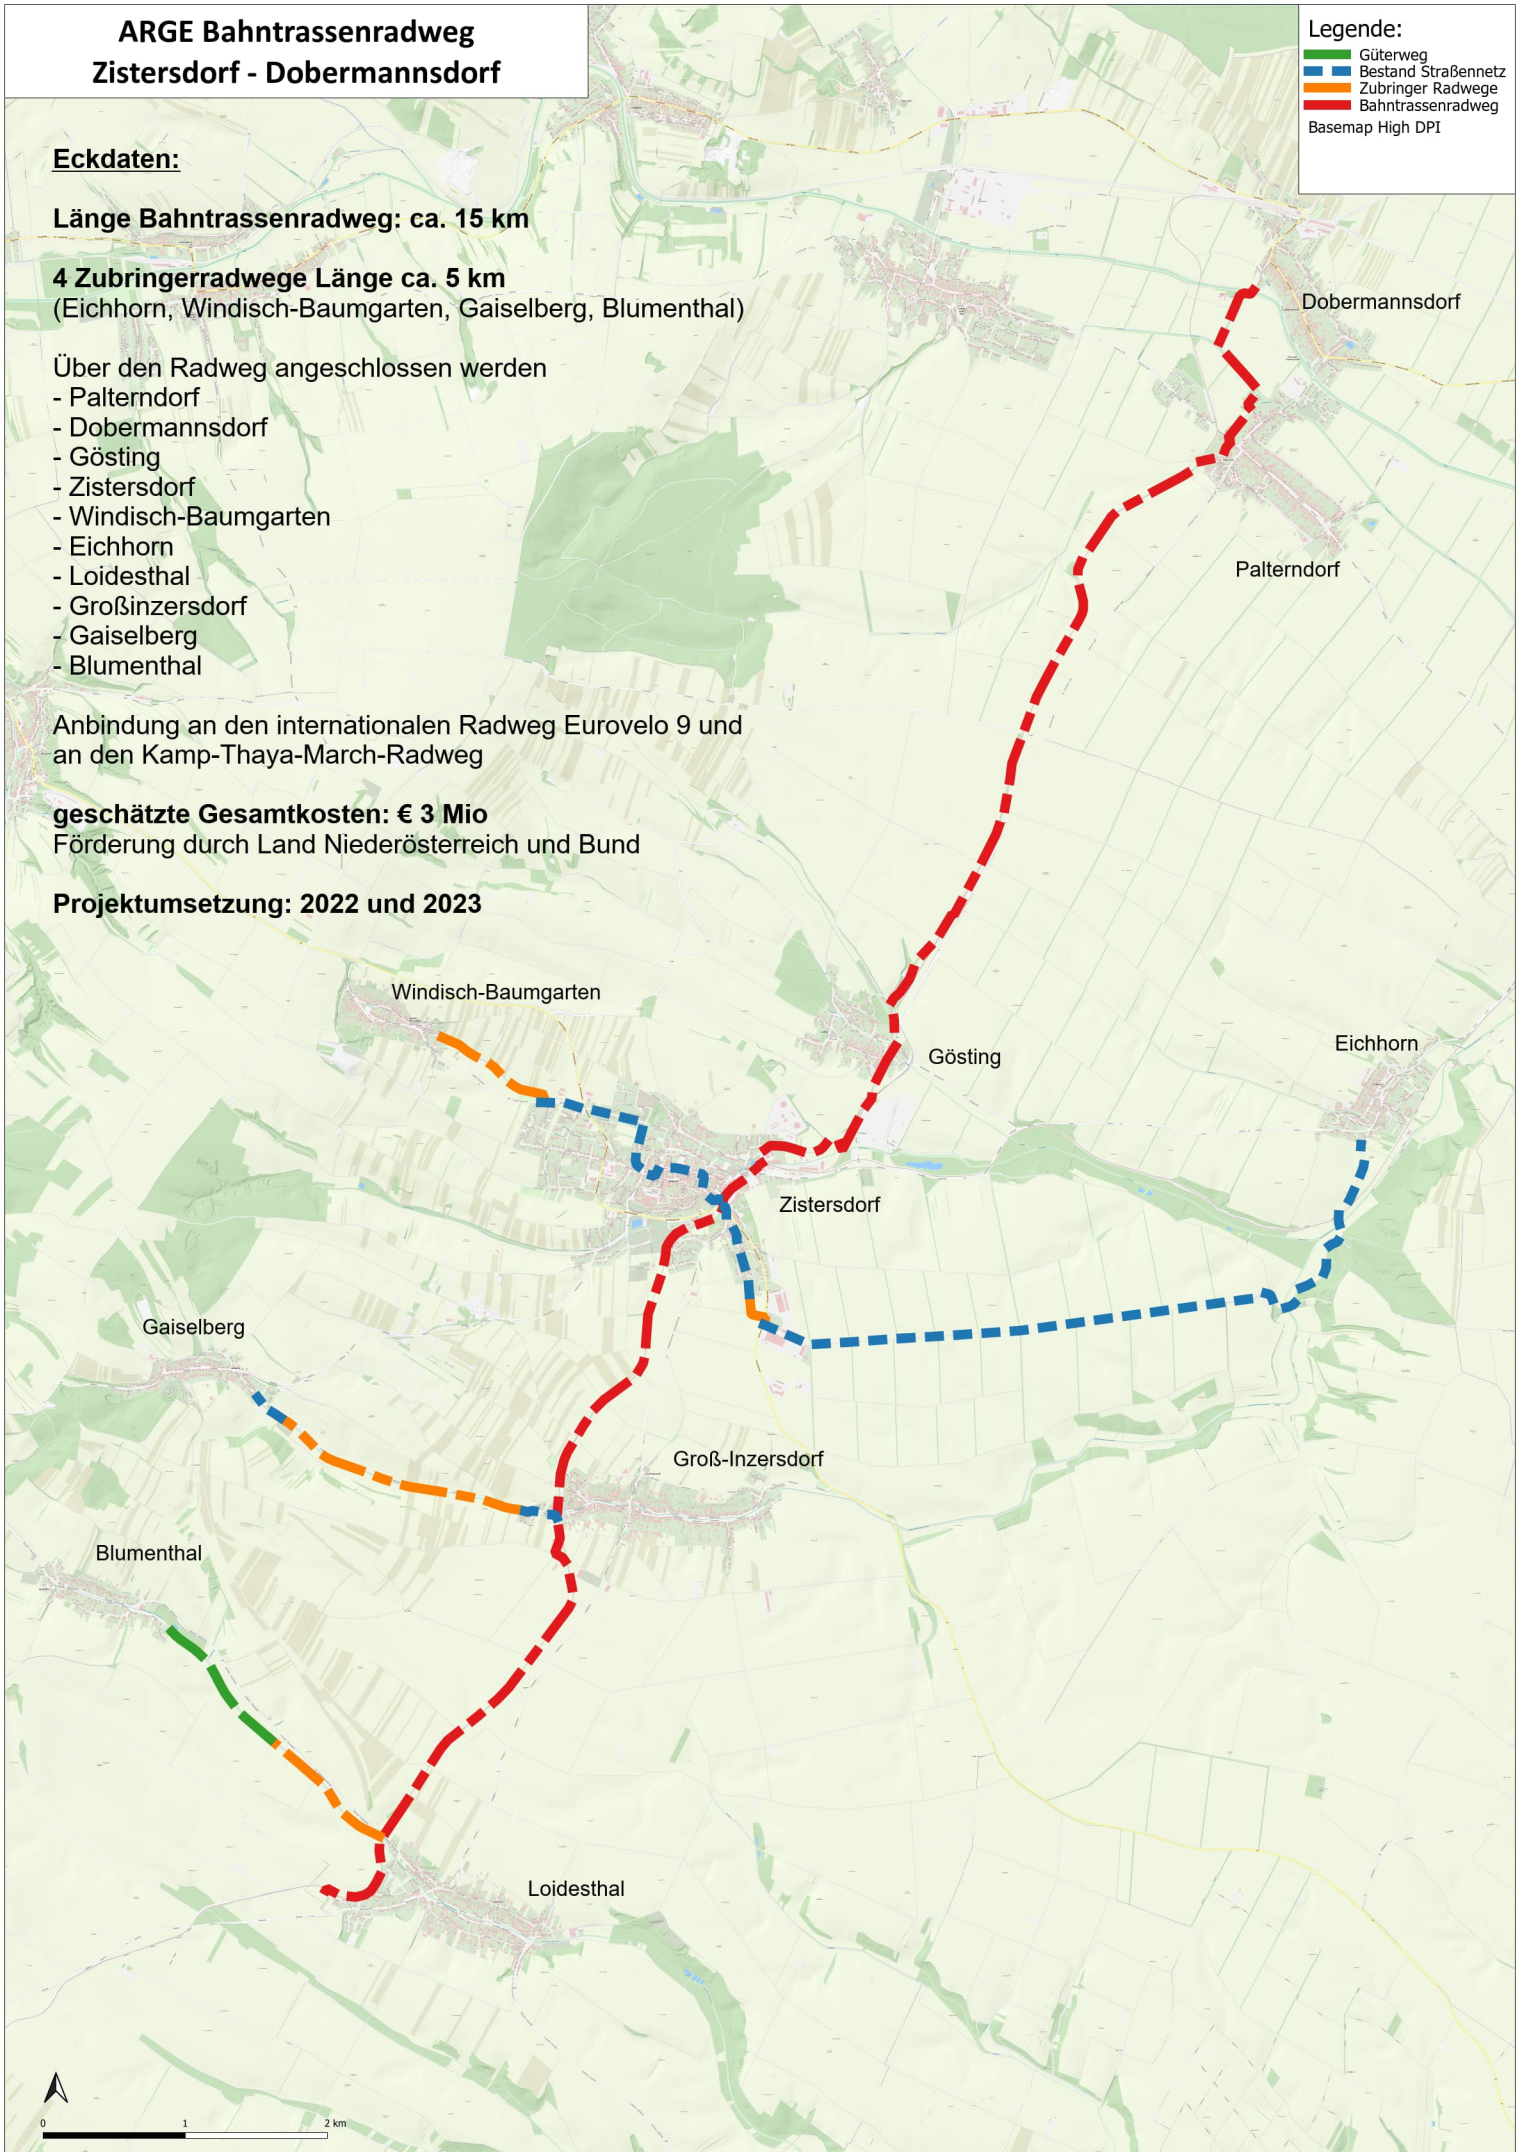 ARGE Bahntrassenradweg
Zistersdorf - Dobermannsdorf
Legende:
Güterweg
Bestand Straßennetz
Zubringer Radwege
Bahntrassenradweg
Basemap High DPI
Eckdaten:
Länge Bahntrassenradweg: ca. 15 km
4 Zubringerradwege Länge ca. 5 km
(Eichhorn, Windisch-Baumgarten, Gaiselberg, Blumenthal)
Über den Radweg angeschlossen werden
- Palterndorf
- Dobermannsdorf
- Gösting
- Zistersdorf
- Windisch-Baumgarten
- Eichhorn
- Loidesthal
- Großinzersdorf
- Gaiselberg
- Blumenthal
Anbindung an den internationalen Radweg Eurovelo 9 und
an den Kamp-Thaya-March-Radweg
geschätzte Gesamtkosten: € 3 Mio
Förderung durch Land Niederösterreich und Bund
Projektumsetzung: 2022 und 2023
Dobermannsdorf
Palterndorf
Windisch-Baumgarten
Eichhorn
Gösting
Zistersdorf
Gaiselberg
Groß-Inzersdorf
Blumenthal
Loidesthal
0 1 2 km